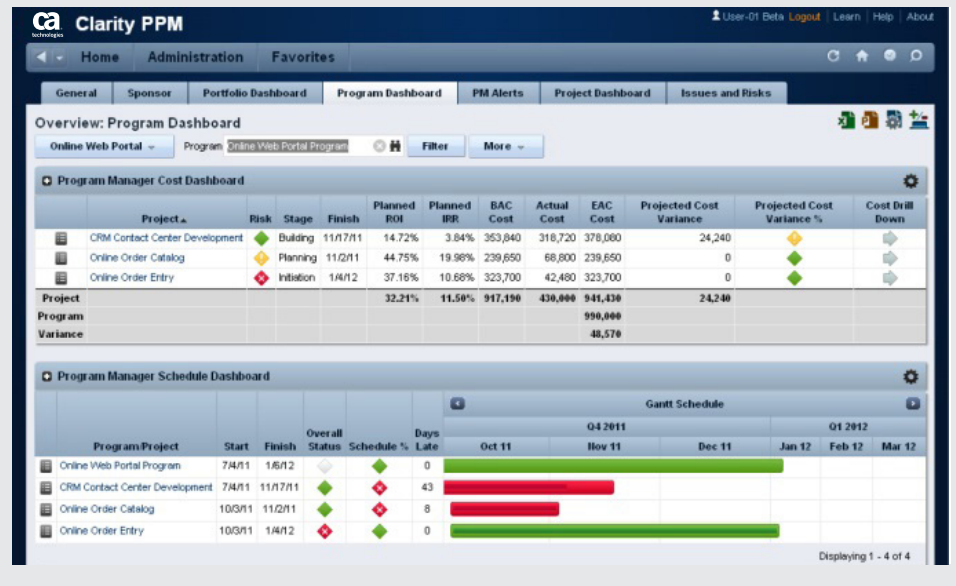 ca
technologies
Clarity PPM
User-01 Beta Logout Learn Help About
Home Administration Favorites
General Sponsor Portfolio Dashboard Program Dashboard PM Alerts Project Dashboard Issues and Risks
Overview: Program Dashboard
Online Web Portal Program Online Web Portal Program Filter More
Program Manager Cost Dashboard
Project Risk Stage Finish Planned ROI Planned IRR BAC Cost Actual Cost EAC Cost Projected Cost Variance Projected Cost Variance % Cost Drill Down
CRM Contact Center Development Building 11/17/11 14.72% 3.84% 353,840 318,720 378,080 24,240
Online Order Catalog Planning 11/2/11 44.75% 19.98% 239,650 68,800 239,650 0
Online Order Entry Initiation 1/4/12 37.16% 10.68% 323,700 42,480 323,700 0
Project 32.21% 11.50% 917,190 430,000 941,430 24,240
Program 990,000
Variance 48,570
Program Manager Schedule Dashboard
Gantt Schedule
Q4 2011 Q1 2012
Program/Project Start Finish Overall Status Schedule % Days Late Oct 11 Nov 11 Dec 11 Jan 12 Feb 12 Mar 12
Online Web Portal Program 7/4/11 1/6/12 0
CRM Contact Center Development 7/4/11 11/17/11 43
Online Order Catalog 10/3/11 11/2/11 8
Online Order Entry 10/3/11 1/4/12 0
Displaying 1 - 4 of 4